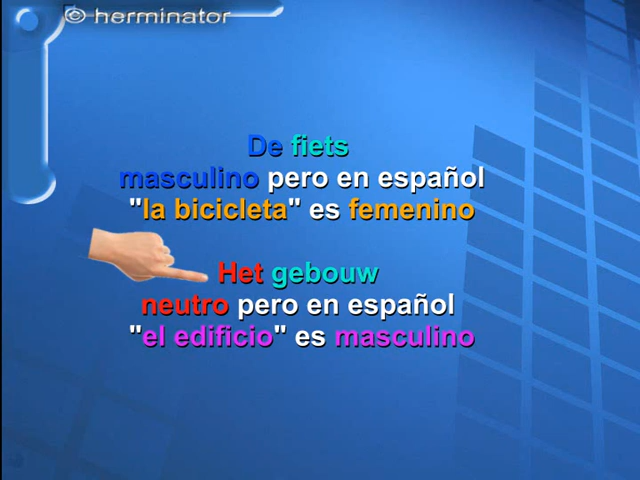 © herminator
De fiets
masculino pero en español
"la bicicleta" es femenino
Het gebouw
neutro pero en español
"el edificio" es masculino